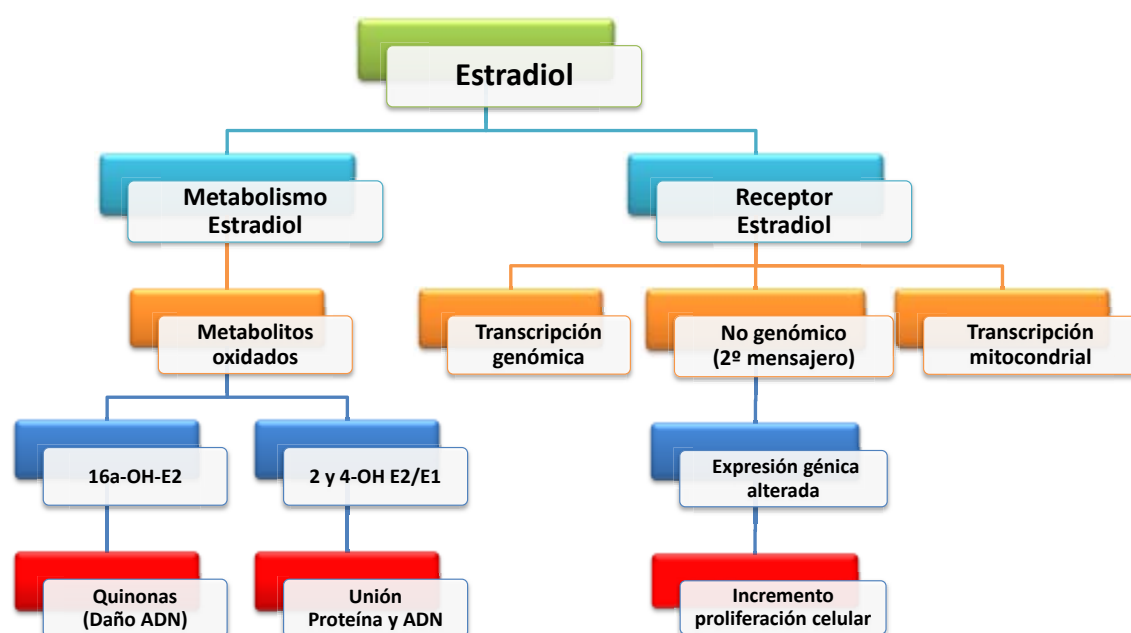 Estradiol
Metabolismo
Estradiol
Receptor
Estradiol
Metabolitos
oxidados
Transcripción
genómica
No genómico
(2º mensajero)
Transcripción
mitocondrial
16a-OH-E2
2 y 4-OH E2/E1
Expresión génica
alterada
Quinonas
(Daño ADN)
Unión
Proteína y ADN
Incremento
proliferación celular